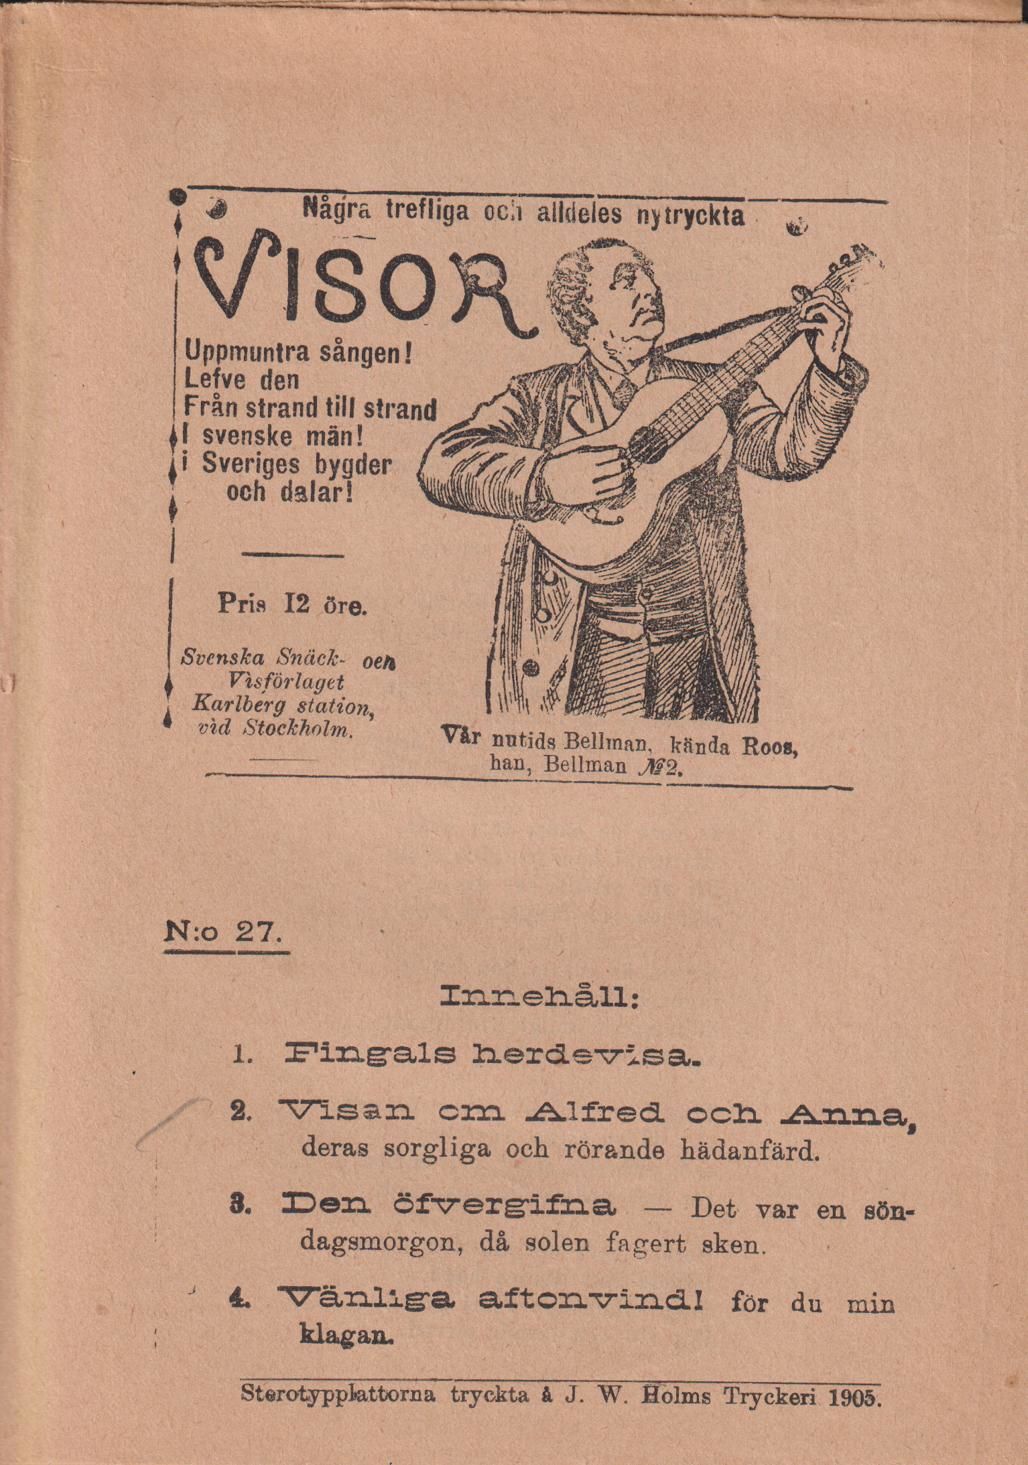 Några trefliga och alldeles nytryckta
VISOR
Uppmuntra sången!
Lefve den
Från strand till strand
I svenske män!
i Sveriges bygder
och dalar!
Pris 12 öre.
Svenska Snäck- och
Visförlaget
Karlberg station,
vid Stockholm.
Vår nutids Bellman, kända Roos,
han, Bellman №2.
N:o 27.
Innehåll:
1. Fingals herdevisa.
2. Visan om Alfred och Anna,
deras sorgliga och rörande hädanfärd.
3. Den öfvergifna — Det var en sön-
dagsmorgon, då solen fagert sken.
4. Vänliga aftonvind! för du min
klagan.
Sterotypplattorna tryckta å J. W. Holms Tryckeri 1905.